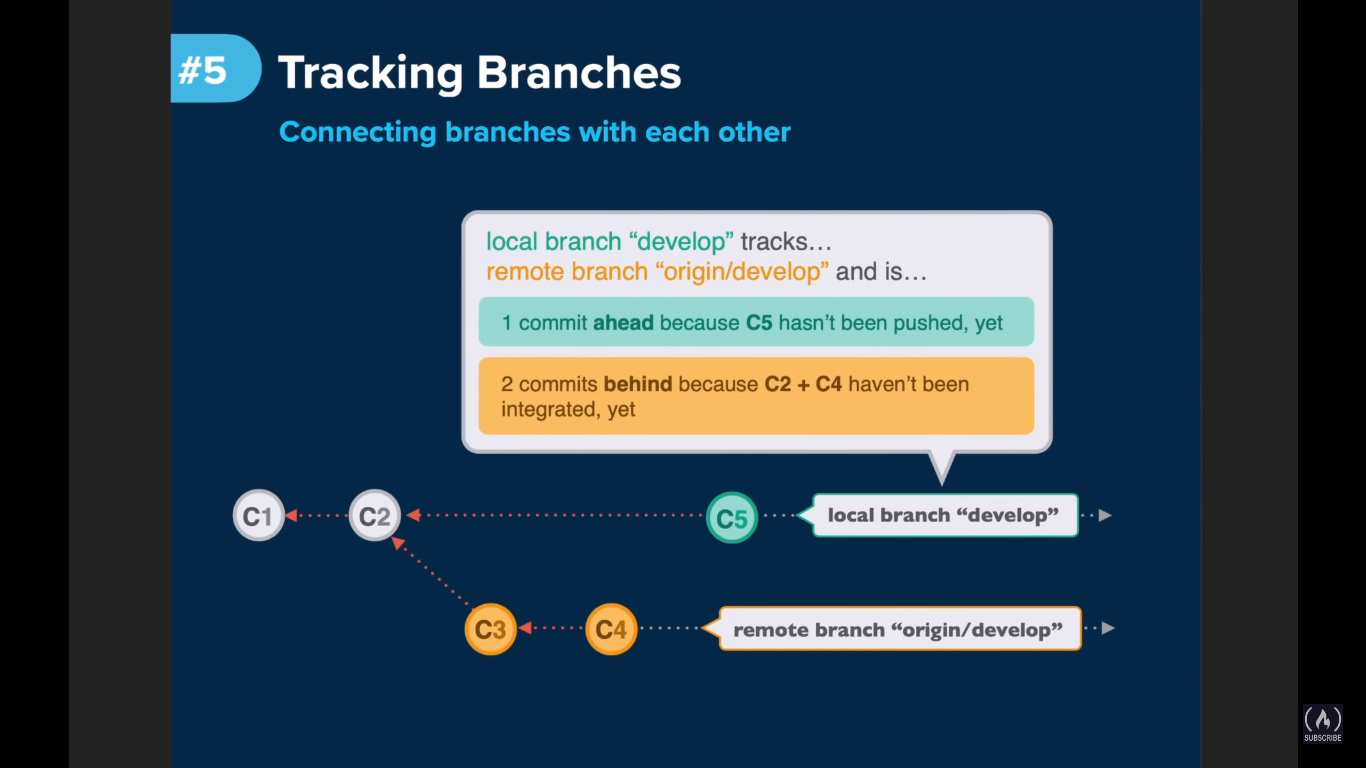 #5
Tracking Branches
Connecting branches with each other
local branch “develop” tracks…
remote branch “origin/develop” and is…
1 commit ahead because C5 hasn’t been pushed, yet
2 commits behind because C2 + C4 haven’t been
integrated, yet
C1
C2
C5
local branch “develop”
C3
C4
remote branch “origin/develop”
SUBSCRIBE